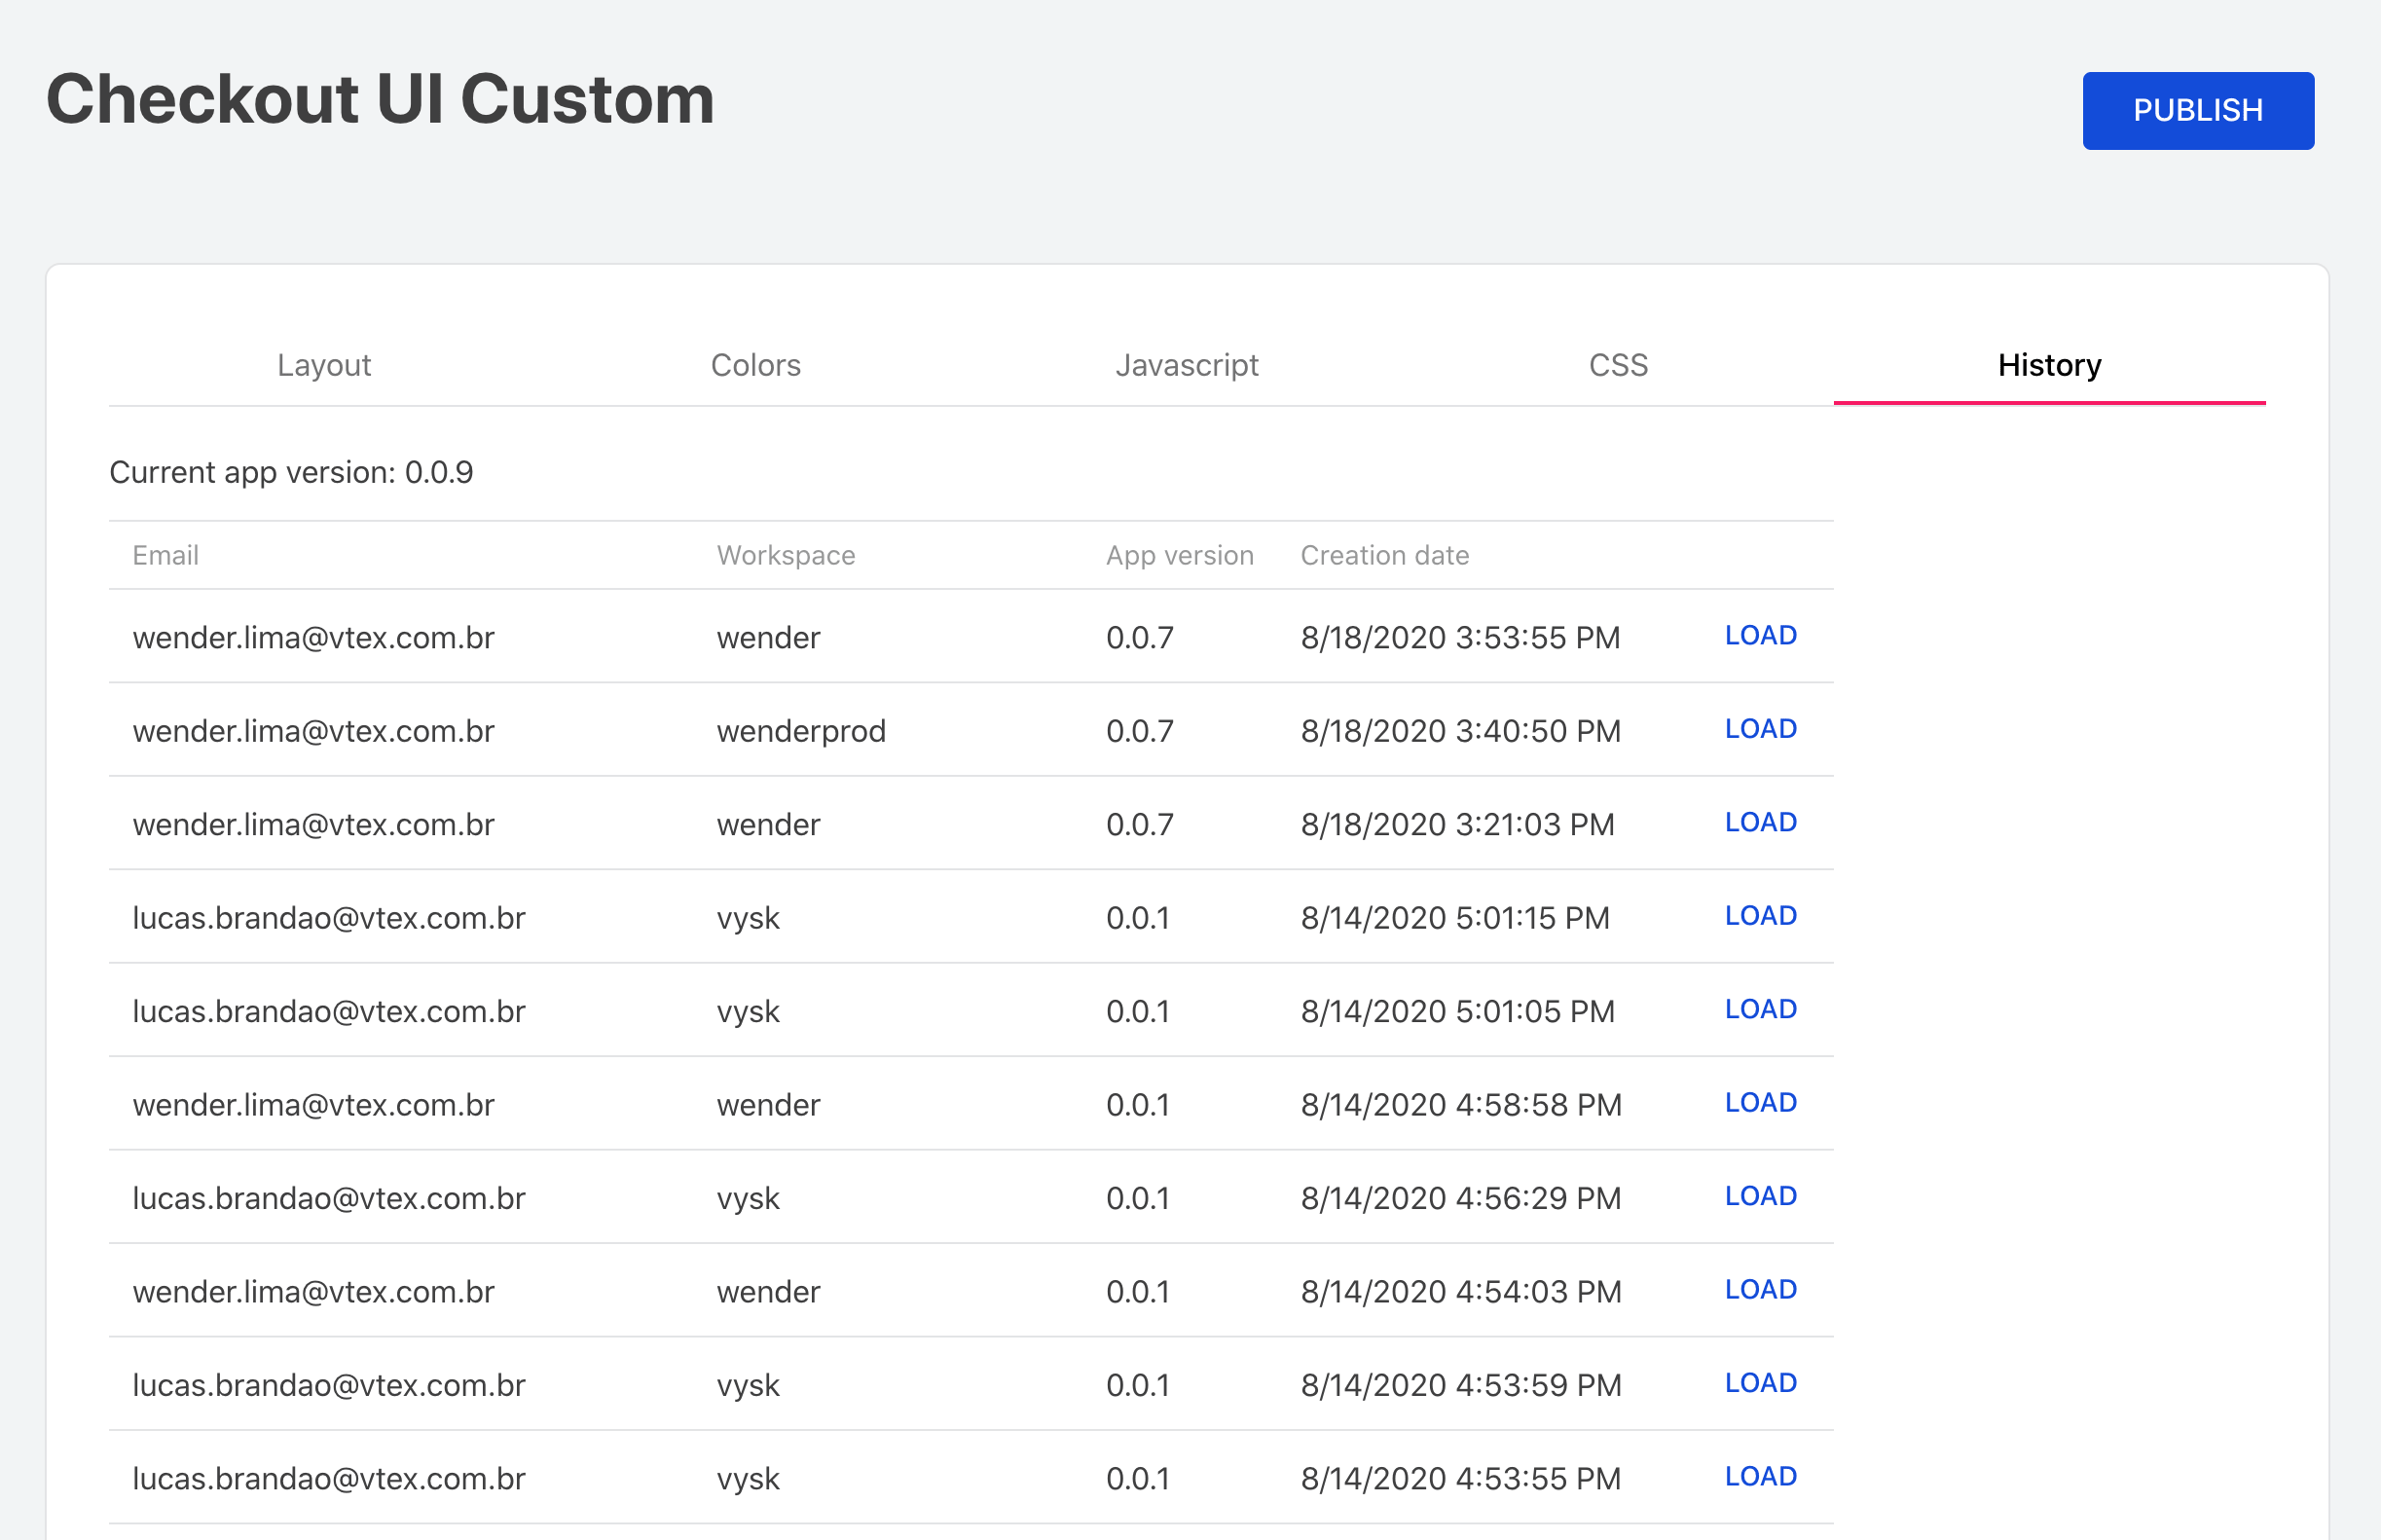 Checkout UI Custom
PUBLISH
Layout Colors Javascript CSS History
Current app version: 0.0.9
Email Workspace App version Creation date
wender.lima@vtex.com.br wender 0.0.7 8/18/2020 3:53:55 PM LOAD
wender.lima@vtex.com.br wenderprod 0.0.7 8/18/2020 3:40:50 PM LOAD
wender.lima@vtex.com.br wender 0.0.7 8/18/2020 3:21:03 PM LOAD
lucas.brandao@vtex.com.br vysk 0.0.1 8/14/2020 5:01:15 PM LOAD
lucas.brandao@vtex.com.br vysk 0.0.1 8/14/2020 5:01:05 PM LOAD
wender.lima@vtex.com.br wender 0.0.1 8/14/2020 4:58:58 PM LOAD
lucas.brandao@vtex.com.br vysk 0.0.1 8/14/2020 4:56:29 PM LOAD
wender.lima@vtex.com.br wender 0.0.1 8/14/2020 4:54:03 PM LOAD
lucas.brandao@vtex.com.br vysk 0.0.1 8/14/2020 4:53:59 PM LOAD
lucas.brandao@vtex.com.br vysk 0.0.1 8/14/2020 4:53:55 PM LOAD